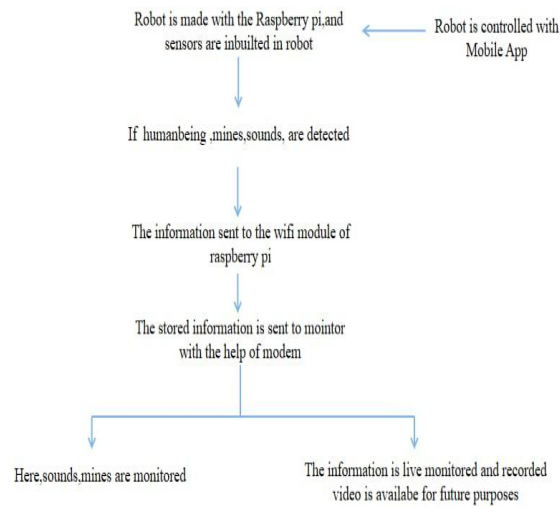 Robot is made with the Raspberry pi,and
sensors are inbuilted in robot
Robot is controlled with
Mobile App
If humanbeing ,mines,sounds, are detected
The information sent to the wifi module of
raspberry pi
The stored information is sent to mointor
with the help of modem
Here,sounds,mines are monitored
The information is live monitored and recorded
video is availabe for future purposes